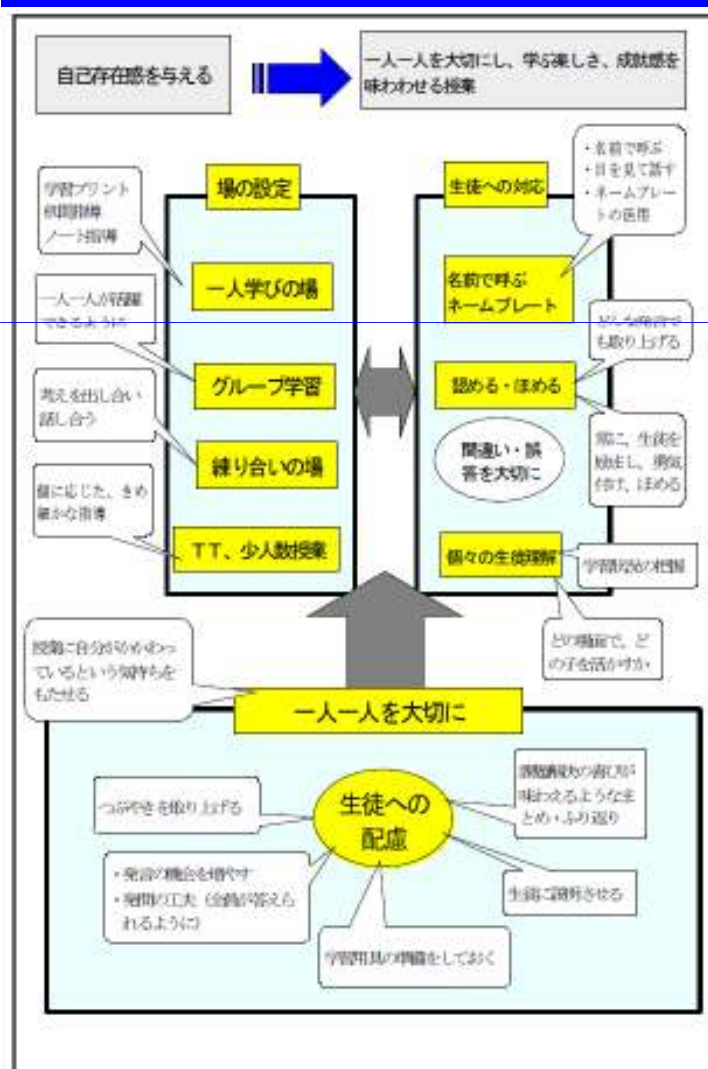 自己存在感を与える
一人一人を大切にし、学ぶ楽しさ、成就感を
味わわせる授業
場の設定
学習プリント
机間指導
ノート指導
一人学びの場
一人一人が活躍
できるように
グループ学習
考えを出し合い
話し合う
練り合いの場
個に応じた、きめ
細かな指導
TT、少人数授業
生徒への対応
・名前で呼ぶ
・目を見て話す
・ネームプレー
トの活用
名前で呼ぶ
ネームプレート
どんな発言で
も取り上げる
認める・ほめる
間違い・誤
答を大切に
常に、生徒を
励まし、勇気
付け、ほめる
個々の生徒理解
学習状況の把握
どの場面で、ど
の子を活かすか
授業に自分がかかわっ
ているという気持ちを
もたせる
一人一人を大切に
生徒への
配慮
つぶやきを取り上げる
課題解決の喜びが
味わえるようなま
とめ・ふり返り
・発言の機会を増やす
・発問の工夫(全員が答えら
れるように)
生徒に説明させる
学習用具の準備をしておく